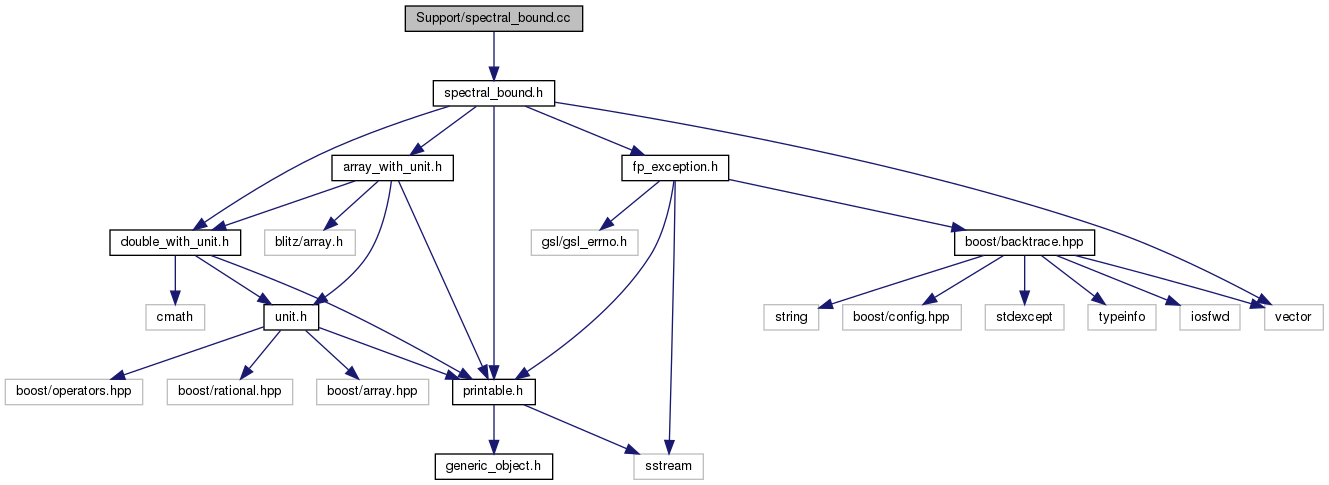 Support/spectral_bound.cc
spectral_bound.h
array_with_unit.h
fp_exception.h
double_with_unit.h
blitz/array.h
gsl/gsl_errno.h
boost/backtrace.hpp
cmath
unit.h
string
boost/config.hpp
stdexcept
typeinfo
iosfwd
vector
boost/operators.hpp
boost/rational.hpp
boost/array.hpp
printable.h
generic_object.h
sstream